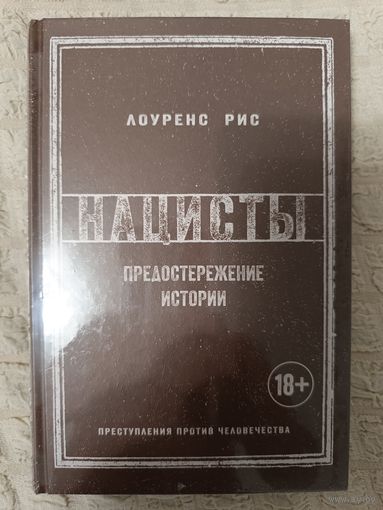 ЛОУРЕНС РИС
НАЦИСТЫ
ПРЕДОСТЕРЕЖЕНИЕ
ИСТОРИИ
18+
ПРЕСТУПЛЕНИЯ ПРОТИВ ЧЕЛОВЕЧЕСТВА